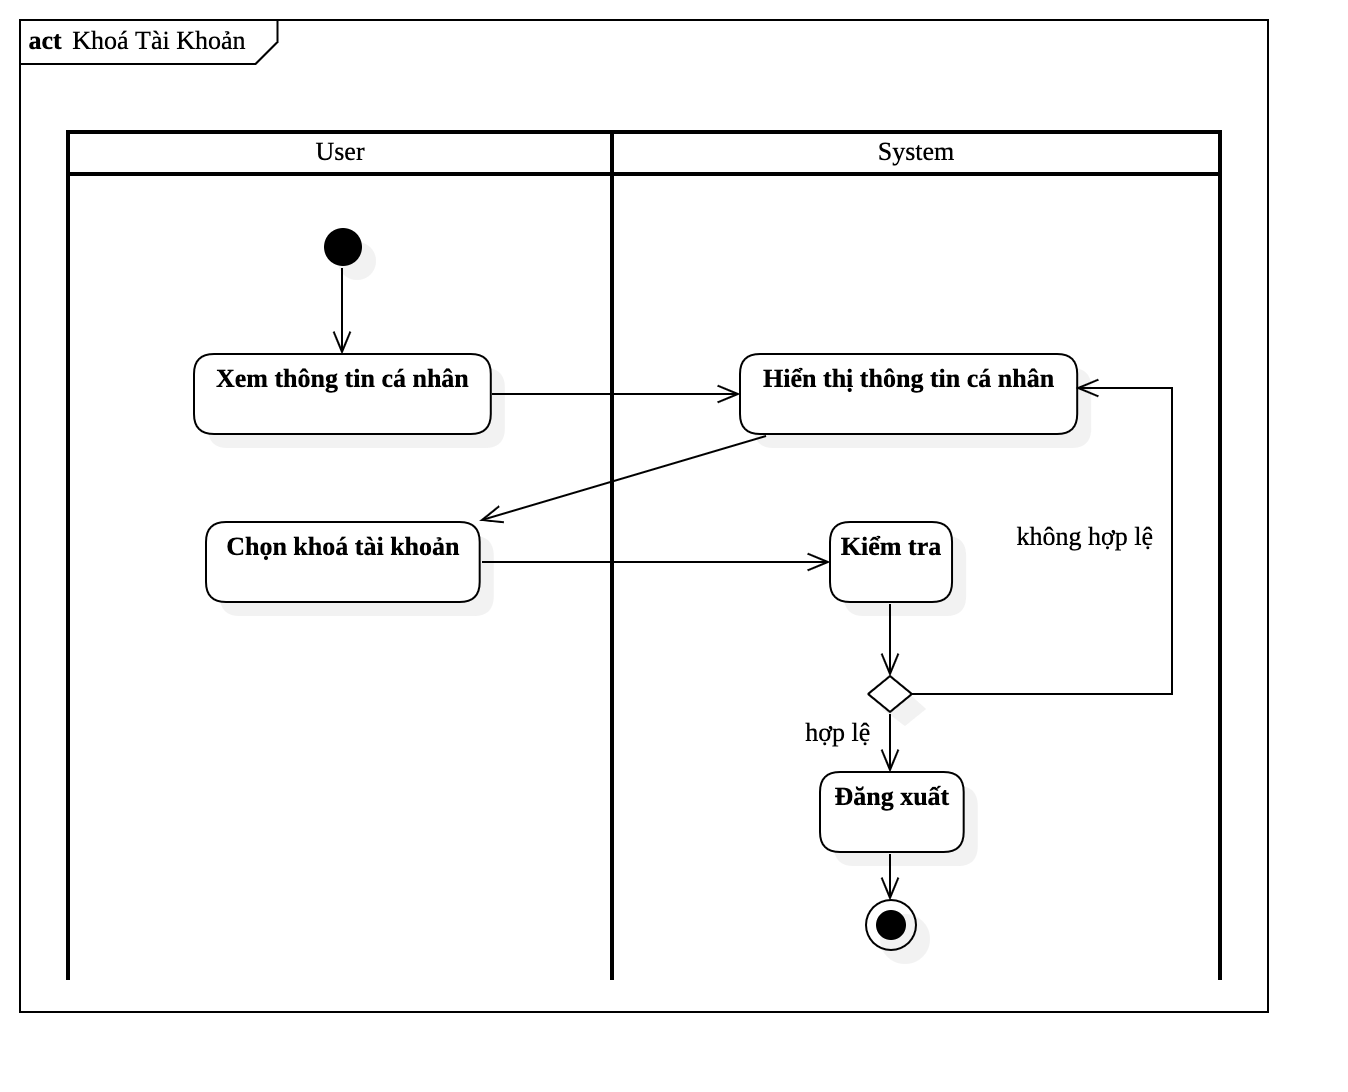 act Khoá Tài Khoản
User
System
Xem thông tin cá nhân
Hiển thị thông tin cá nhân
Chọn khoá tài khoản
Kiểm tra
không hợp lệ
hợp lệ
Đăng xuất